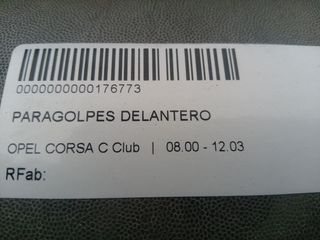 0000000000176773
PARAGOLPES DELANTERO
OPEL CORSA C Club | 08.00 - 12.03
RFab: